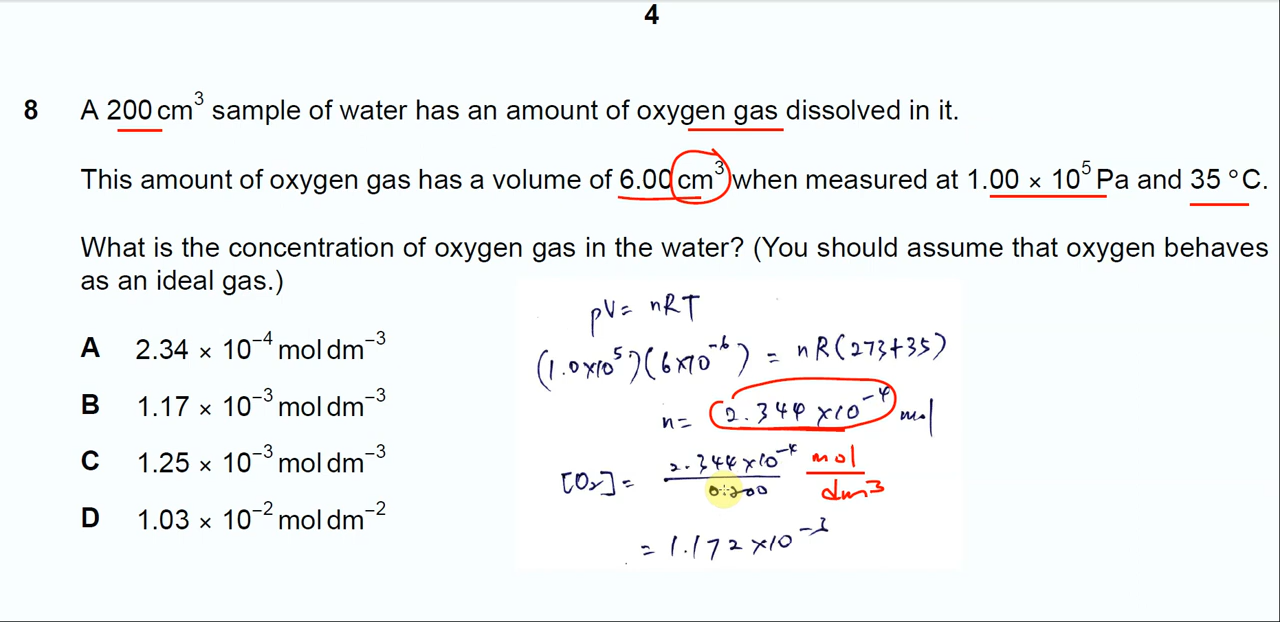 4
8 A 200 cm³ sample of water has an amount of oxygen gas dissolved in it.
This amount of oxygen gas has a volume of 6.00 cm³ when measured at 1.00 × 10⁵ Pa and 35 °C.
What is the concentration of oxygen gas in the water? (You should assume that oxygen behaves
as an ideal gas.)
A 2.34 × 10⁻⁴ mol dm⁻³
B 1.17 × 10⁻³ mol dm⁻³
C 1.25 × 10⁻³ mol dm⁻³
D 1.03 × 10⁻² mol dm⁻²
pV = nRT
(1.0×10⁵)(6×10⁻⁶) = nR(273+35)
n = 2.344 ×10⁻⁴ mol
[O₂] = 2.344 ×10⁻⁴ mol
0.200 dm³
= 1.172 ×10⁻³